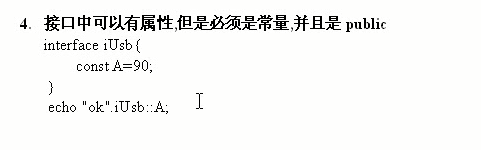 4. 接口中可以有属性,但是必须是常量,并且是 public
interface iUsb{
const A=90;
}
echo "ok".iUsb::A;